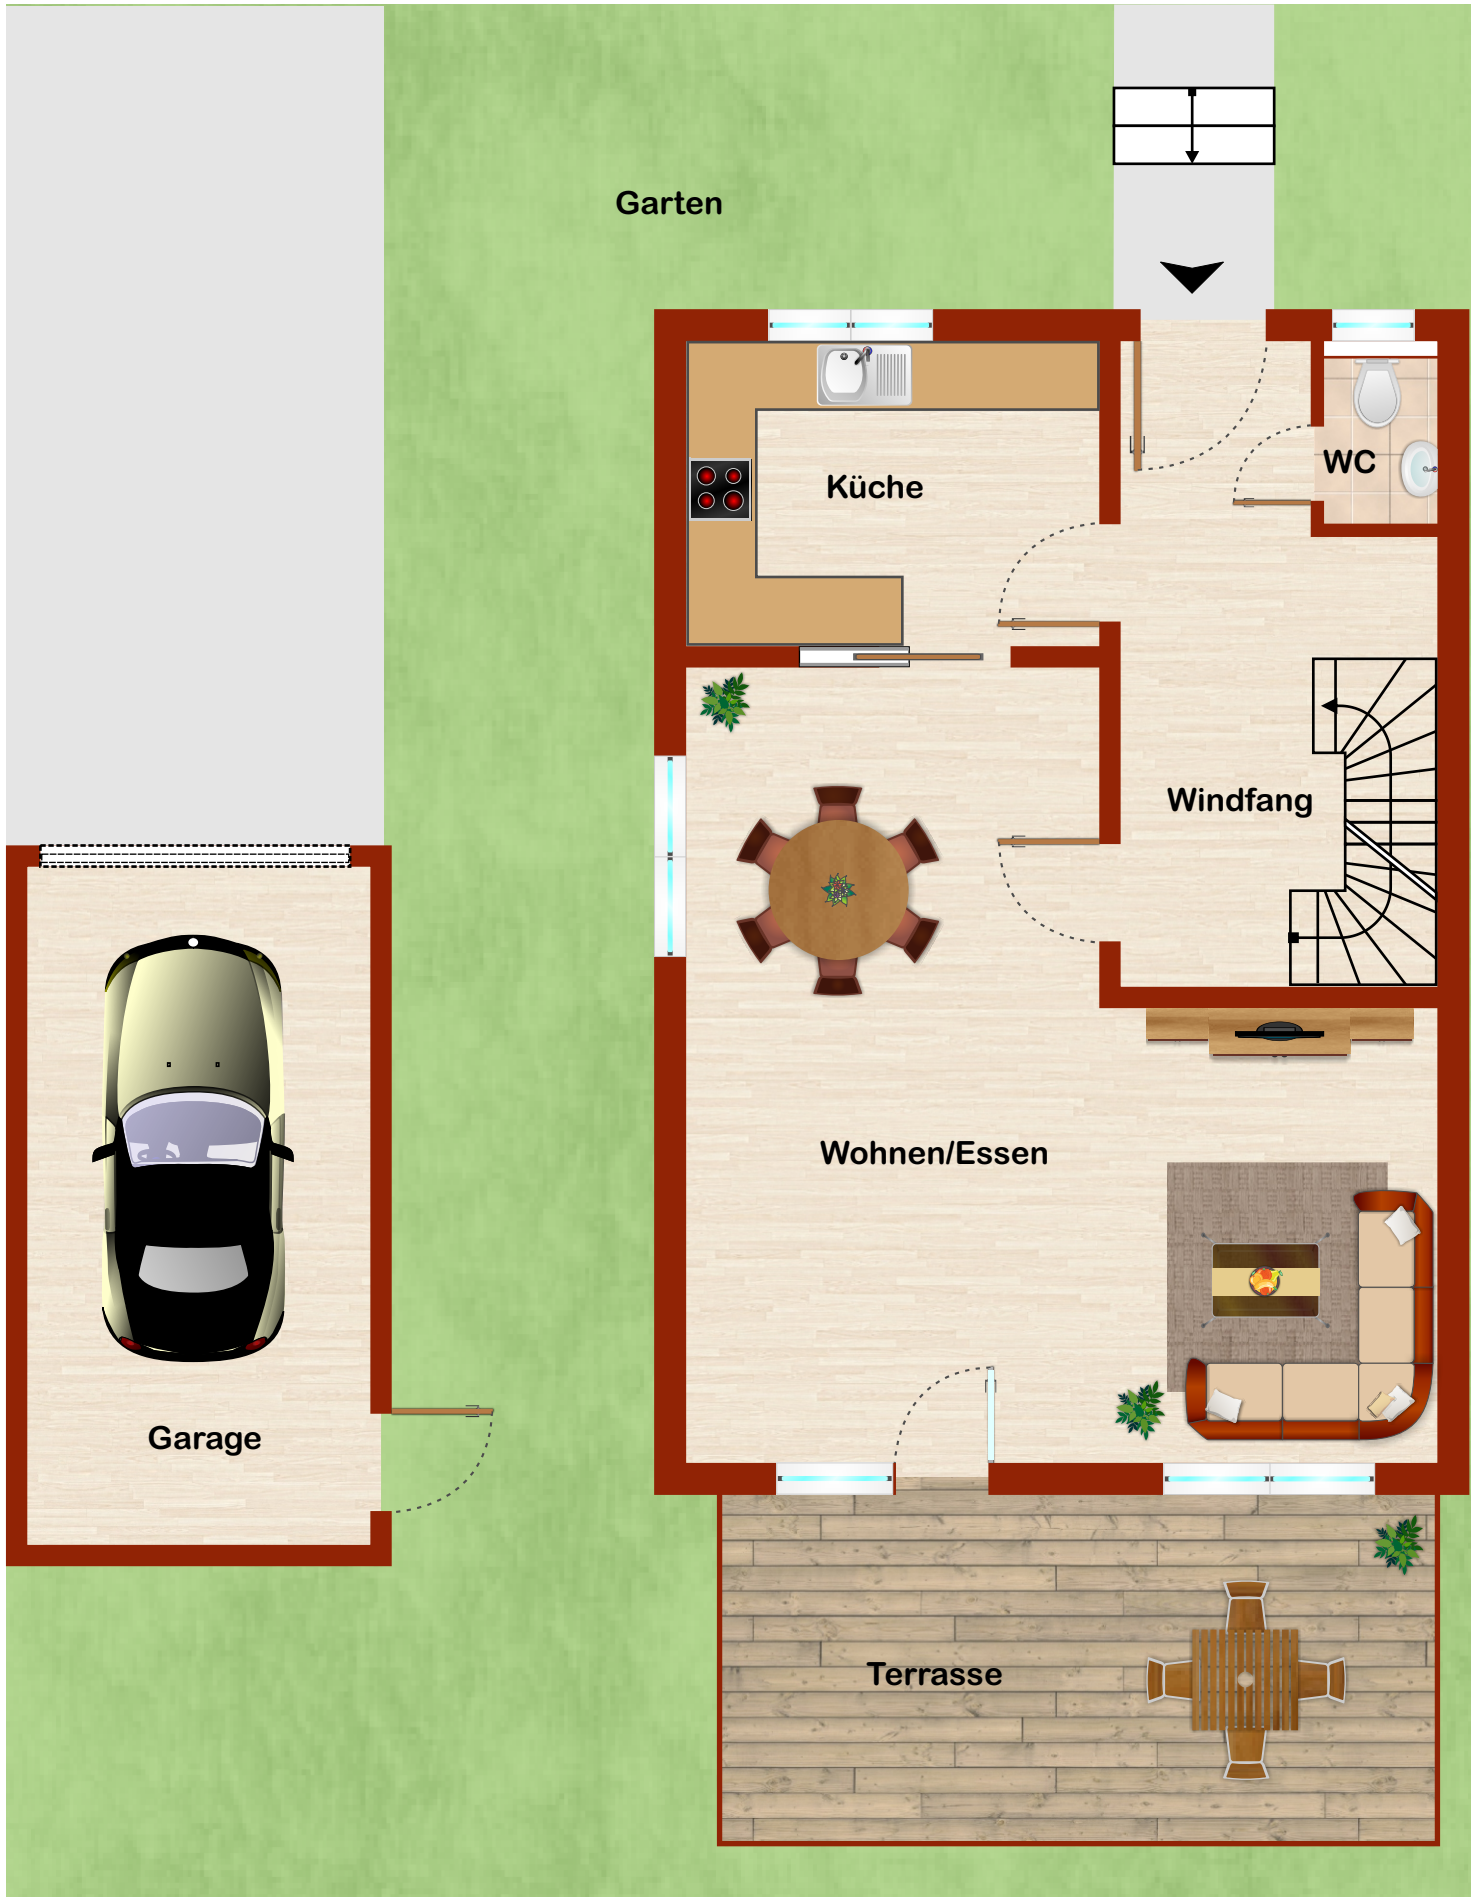 Garten
Küche
WC
Windfang
Wohnen/Essen
Garage
Terrasse